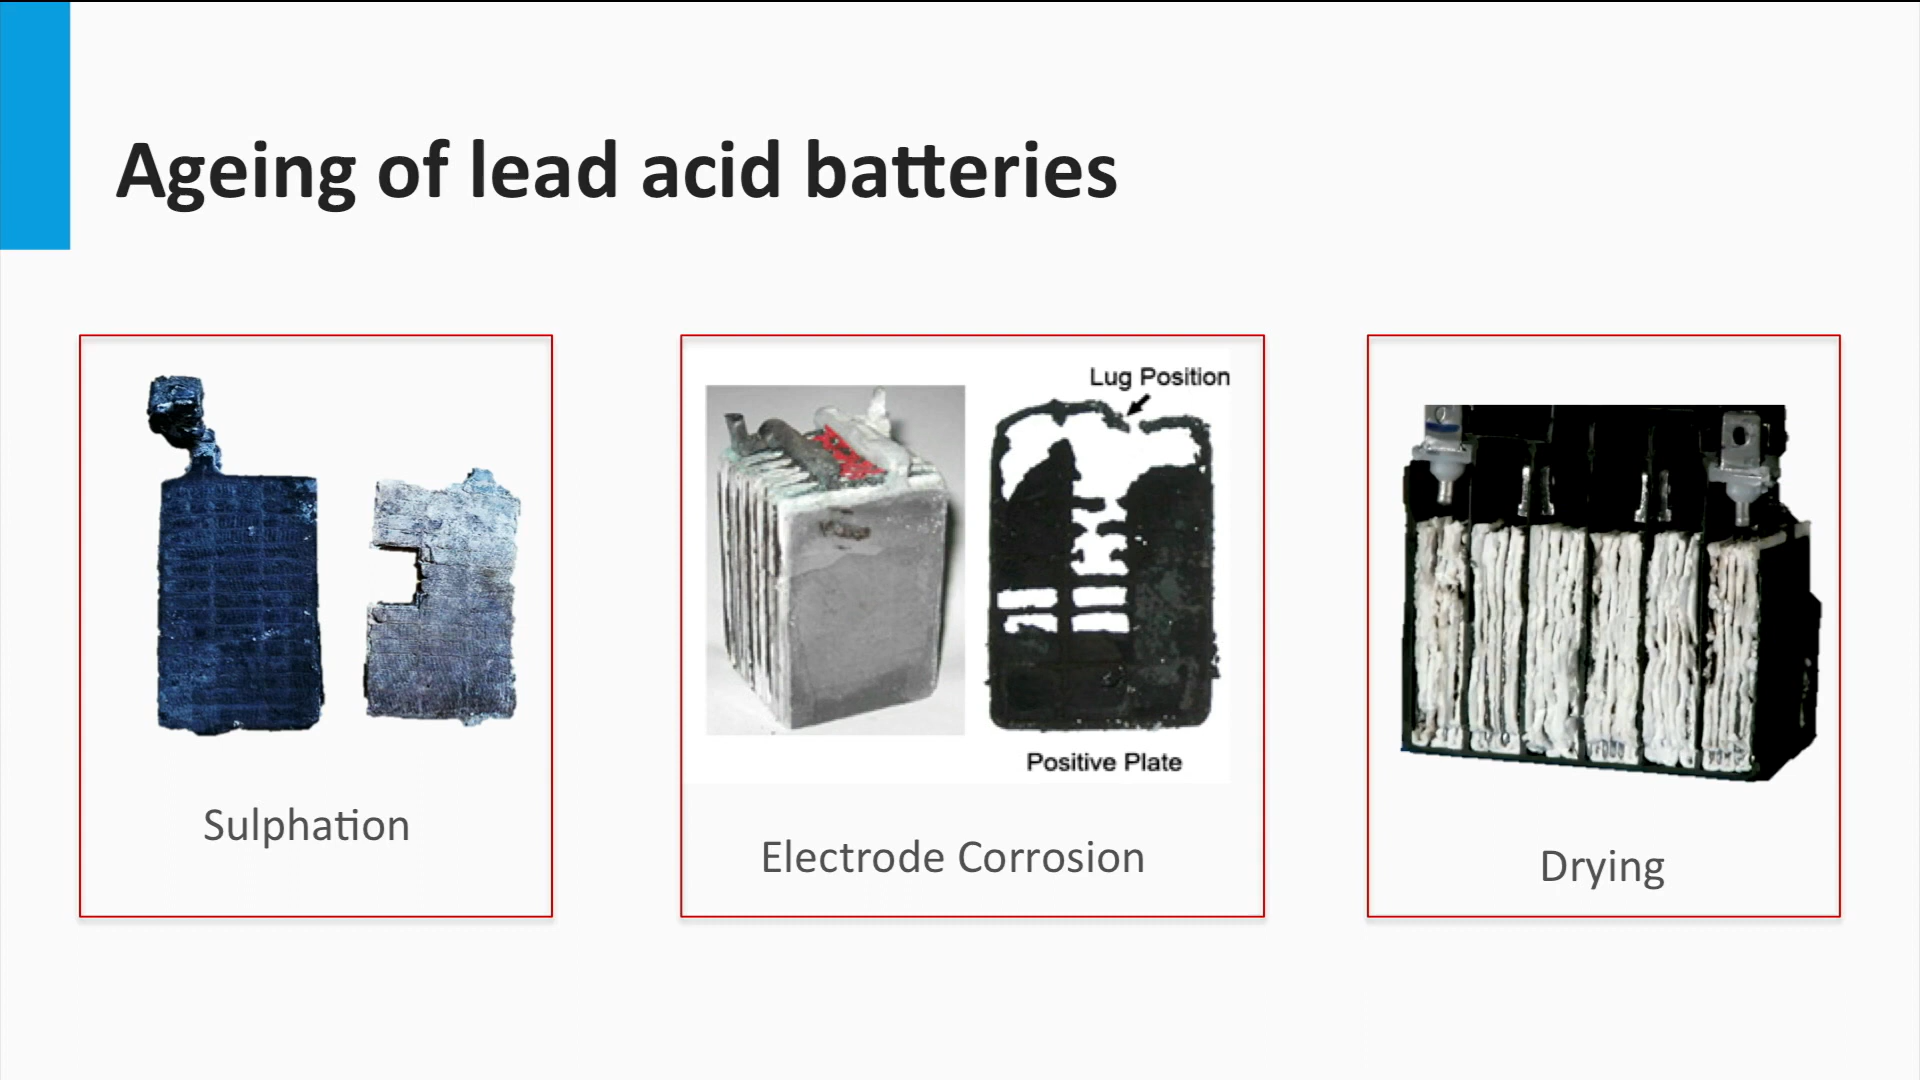 Ageing of lead acid batteries
Lug Position
Positive Plate
Sulphation
Electrode Corrosion
Drying